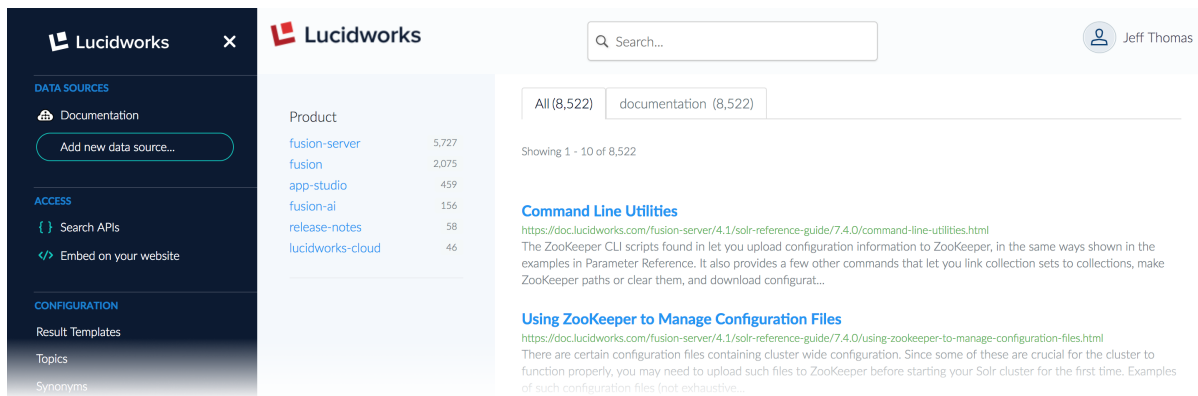 Lucidworks
DATA SOURCES
Documentation
Add new data source...
ACCESS
{ } Search APIs
</> Embed on your website
CONFIGURATION
Result Templates
Topics
Synonyms
Lucidworks
Search...
Jeff Thomas
Product
fusion-server 5,727
fusion 2,075
app-studio 459
fusion-ai 156
release-notes 58
lucidworks-cloud 46
All (8,522) documentation (8,522)
Showing 1 - 10 of 8,522
Command Line Utilities
https://doc.lucidworks.com/fusion-server/4.1/solr-reference-guide/7.4.0/command-line-utilities.html
The ZooKeeper CLI scripts found in let you upload configuration information to ZooKeeper, in the same ways shown in the
examples in Parameter Reference. It also provides a few other commands that let you link collection sets to collections, make
ZooKeeper paths or clear them, and download configurat...
Using ZooKeeper to Manage Configuration Files
https://doc.lucidworks.com/fusion-server/4.1/solr-reference-guide/7.4.0/using-zookeeper-to-manage-configuration-files.html
There are certain configuration files containing cluster wide configuration. Since some of these are crucial for the cluster to
function properly, you may need to upload such files to ZooKeeper before starting your Solr cluster for the first time. Examples
of such configuration files (not exhaustive...